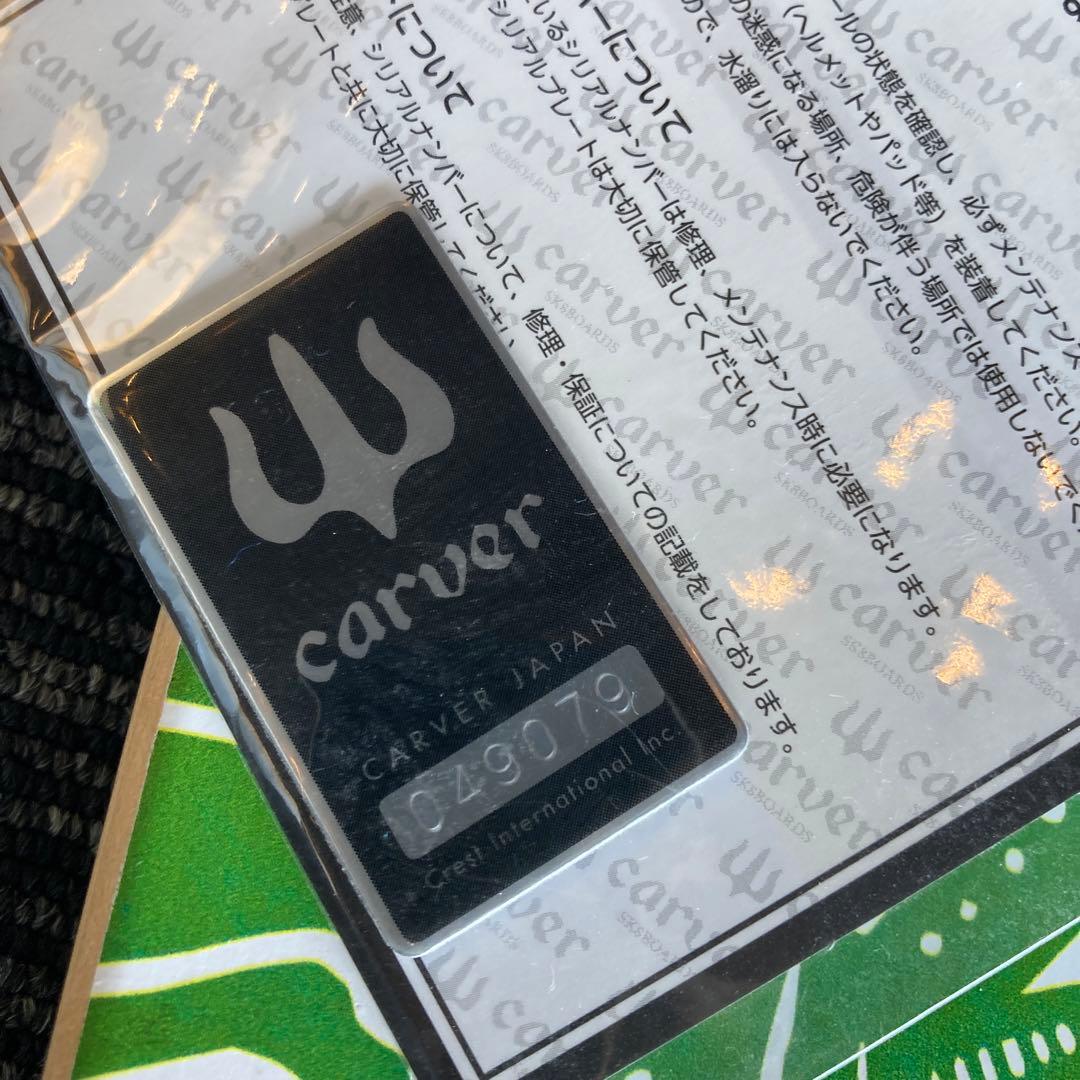 carver
CARVER JAPAN
049079
Crest International Inc.
について
シリアルナンバーについて、修理・保証についての記載をしております。
プレートと共に大切に保管してください。
ーについて
いるシリアルナンバーは修理、メンテナンス時に必要になります。
シリアルプレートは大切に保管してください。
ールの状態を確認し、必ずメンテナンス
(ヘルメットやパッド等) を装着してください。
の迷惑になる場所、危険が伴う場所では使用しないでく
ので、水溜りには入らないでください。
carver
SK8BOARDS